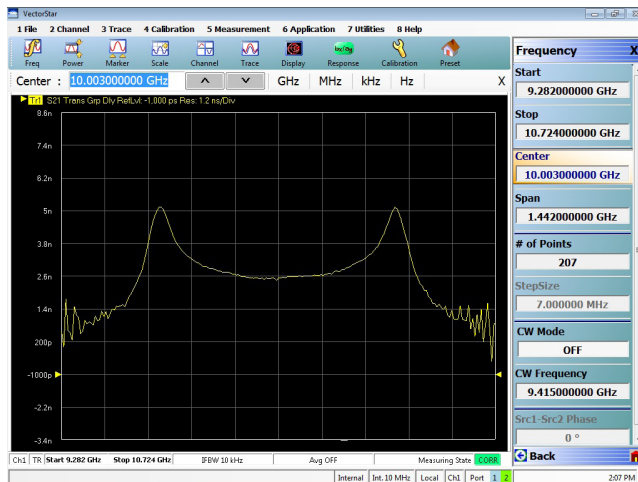 VectorStar
1 File 2 Channel 3 Trace 4 Calibration 5 Measurement 6 Application 7 Utilities 8 Help
Freq Power Marker Scale Channel Trace Display Response Calibration Preset
Center : 10.003000000 GHz GHz MHz kHz Hz X
Tr1 S21 Trans Grp Dly RefLvl: -1,000 ps Res: 1.2 ns/Div
8.6n
7.4n
6.2n
5n
3.8n
2.6n
1.4n
200p
-1000p
-2.2n
-3.4n
Ch1 TR Start 9.282 GHz Stop 10.724 GHz IFBW 10 kHz Avg OFF Measuring State CORR
Frequency X
Start
9.282000000 GHz
Stop
10.724000000 GHz
Center
10.003000000 GHz
Span
1.442000000 GHz
# of Points
207
StepSize
7.000000 MHz
CW Mode
OFF
CW Frequency
9.415000000 GHz
Src1-Src2 Phase
0 °
Back
Internal Int.10 MHz Local Ch1 Port 1 2 2:07 PM